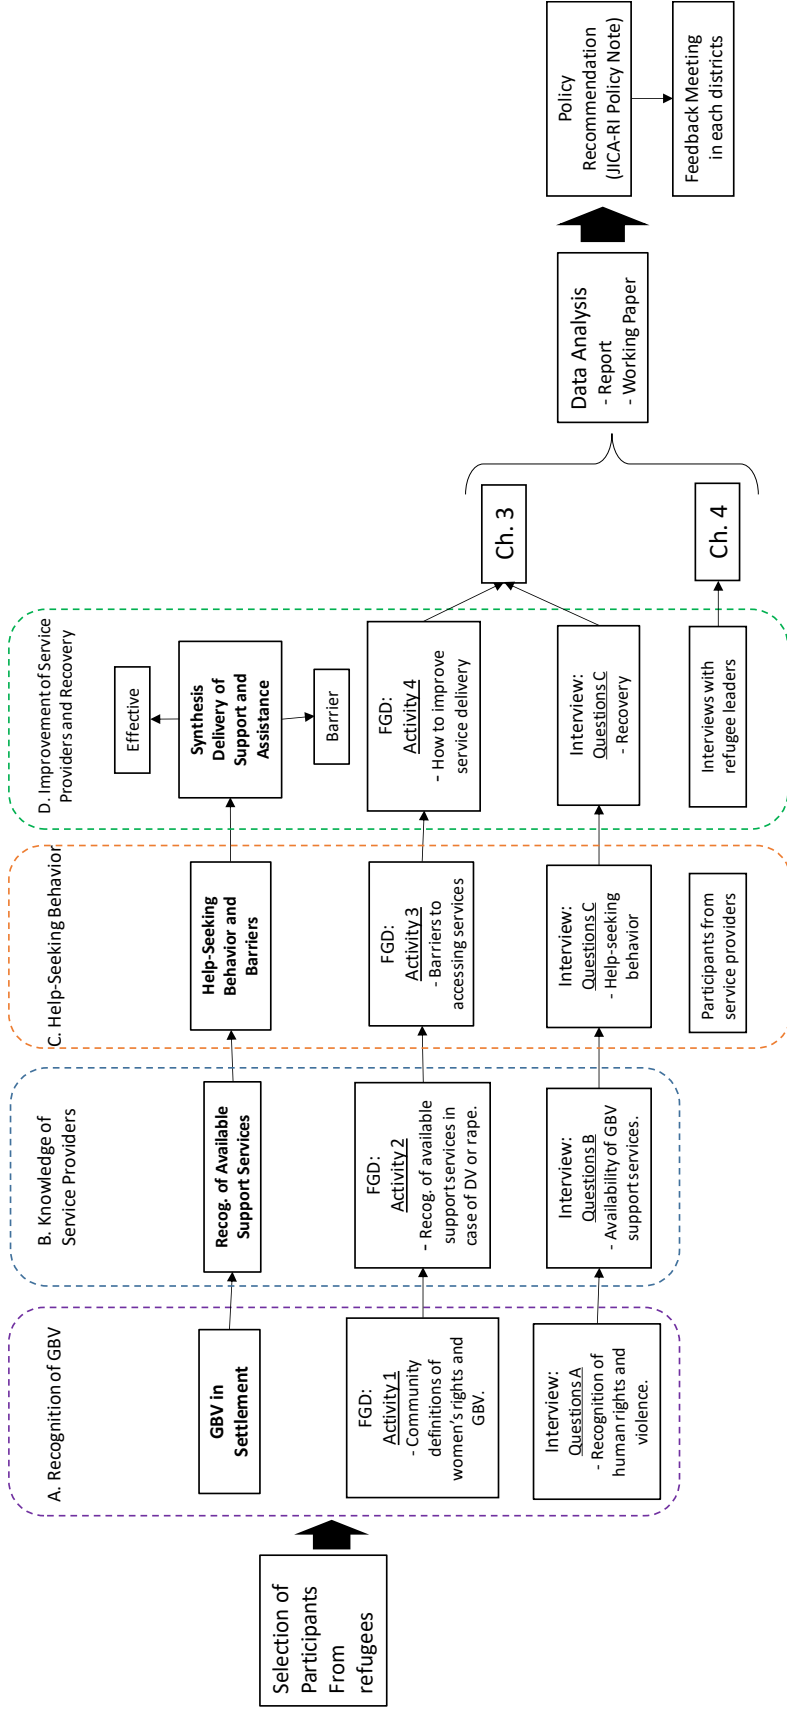 Selection of
Participants
From
refugees
A. Recognition of GBV
GBV in
Settlement
FGD:
Activity 1
- Community
definitions of
women's rights and
GBV.
Interview:
Questions A
- Recognition of
human rights and
violence.
B. Knowledge of
Service Providers
Recog. of Available
Support Services
FGD:
Activity 2
- Recog. of available
support services in
case of DV or rape.
Interview:
Questions B
- Availability of GBV
support services.
C. Help-Seeking Behavior
Help-Seeking
Behavior and
Barriers
FGD:
Activity 3
- Barriers to
accessing services
Interview:
Questions C
- Help-seeking
behavior
Participants from
service providers
D. Improvement of Service
Providers and Recovery
Effective
Synthesis
Delivery of
Support and
Assistance
Barrier
FGD:
Activity 4
- How to improve
service delivery
Interview:
Questions C
- Recovery
Interviews with
refugee leaders
Ch. 3
Ch. 4
Data Analysis
- Report
- Working Paper
Policy
Recommendation
(JICA-RI Policy Note)
Feedback Meeting
in each districts